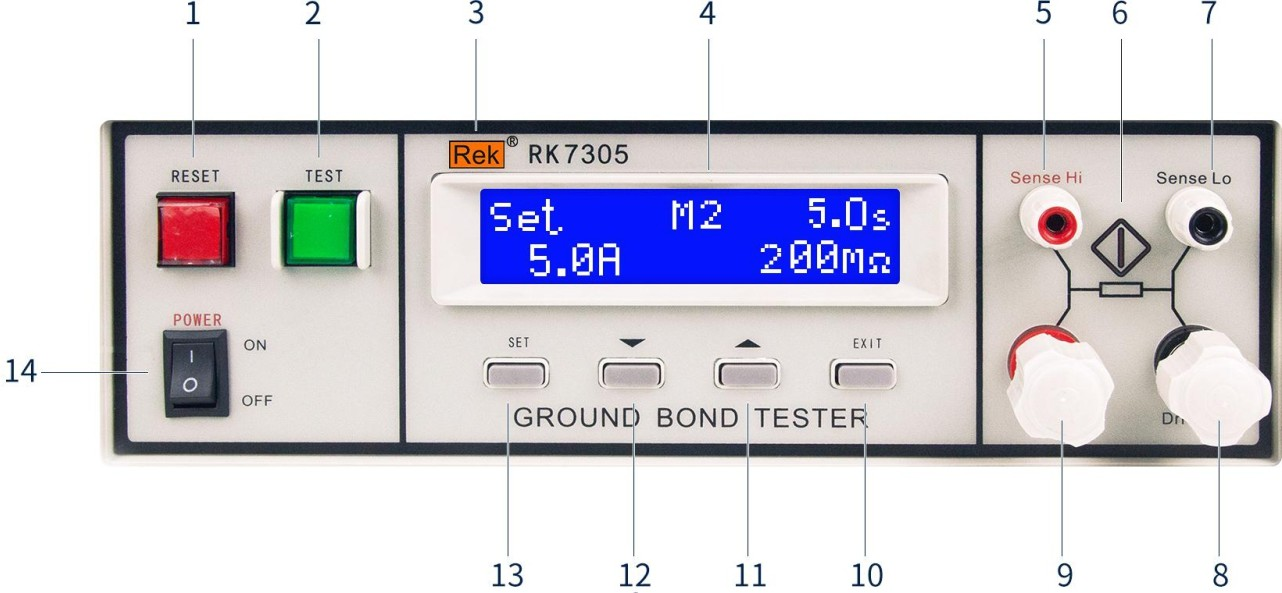 1 2 3 4 5 6 7
Rek® RK7305
RESET TEST
Sense Hi Sense Lo
Set M2 5.0s
5.0A 200mΩ
POWER
ON
OFF
14
SET ▼ ▲ EXIT
GROUND BOND TESTER
13 12 11 10 9 8